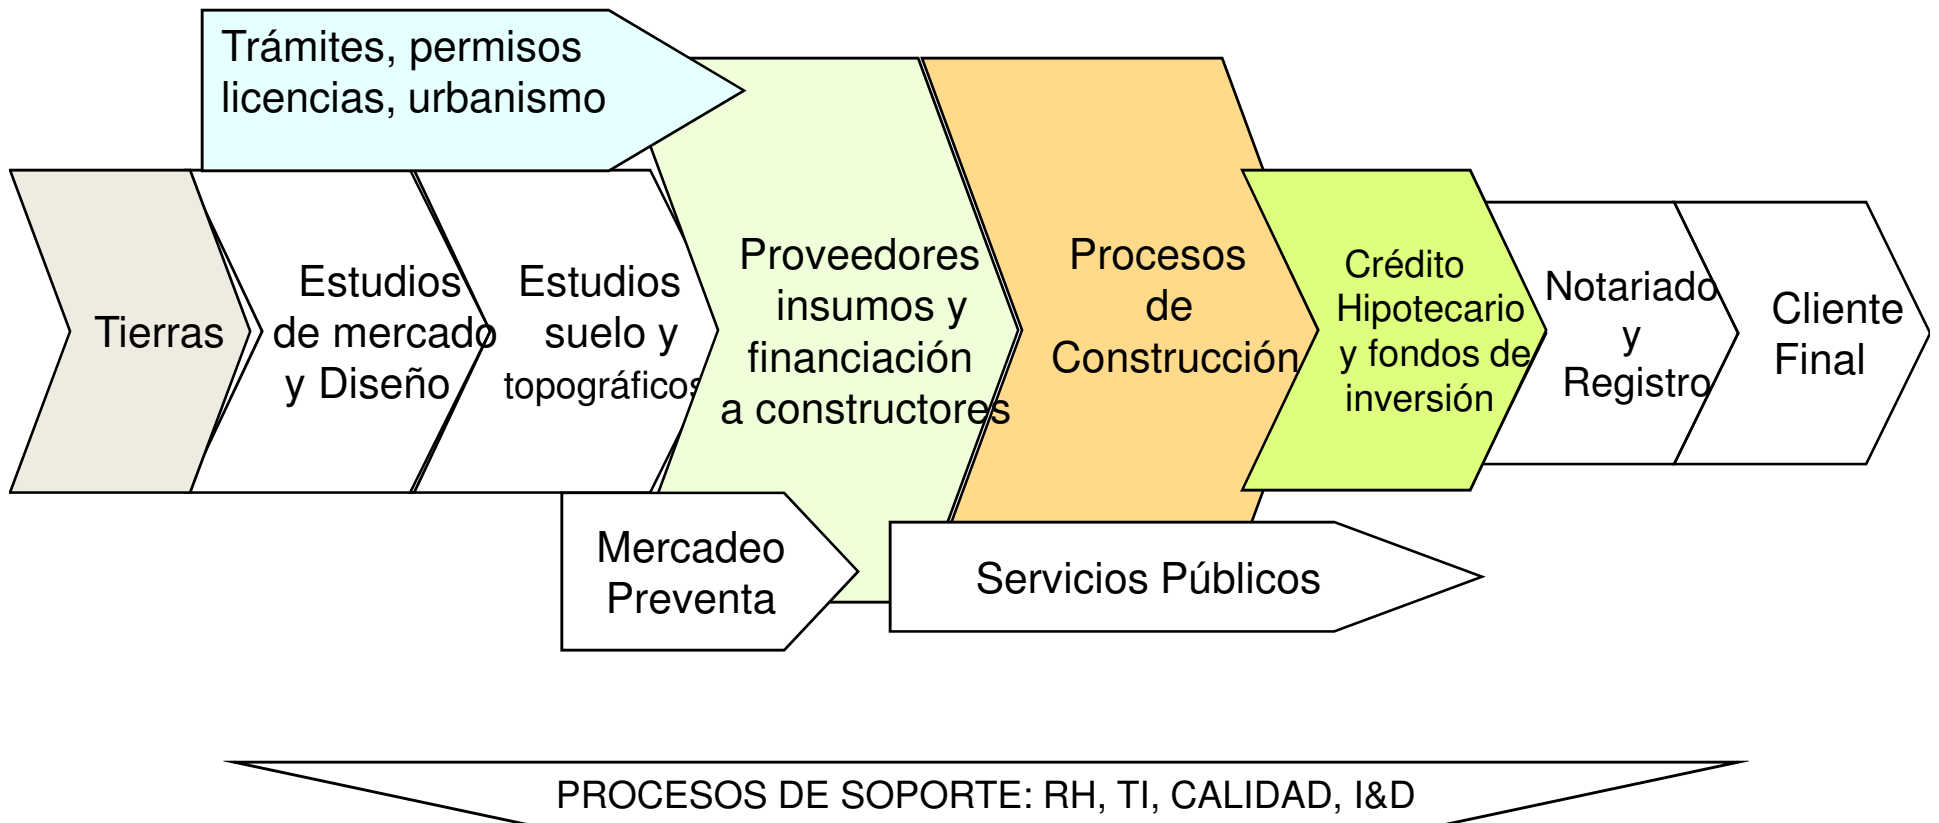 Trámites, permisos
licencias, urbanismo
Tierras
Estudios
de mercado
y Diseño
Estudios
suelo y
topográficos
Proveedores
insumos y
financiación
a constructores
Procesos
de
Construcción
Crédito
Hipotecario
y fondos de
inversión
Notariado
y
Registro
Cliente
Final
Mercadeo
Preventa
Servicios Públicos
PROCESOS DE SOPORTE: RH, TI, CALIDAD, I&D